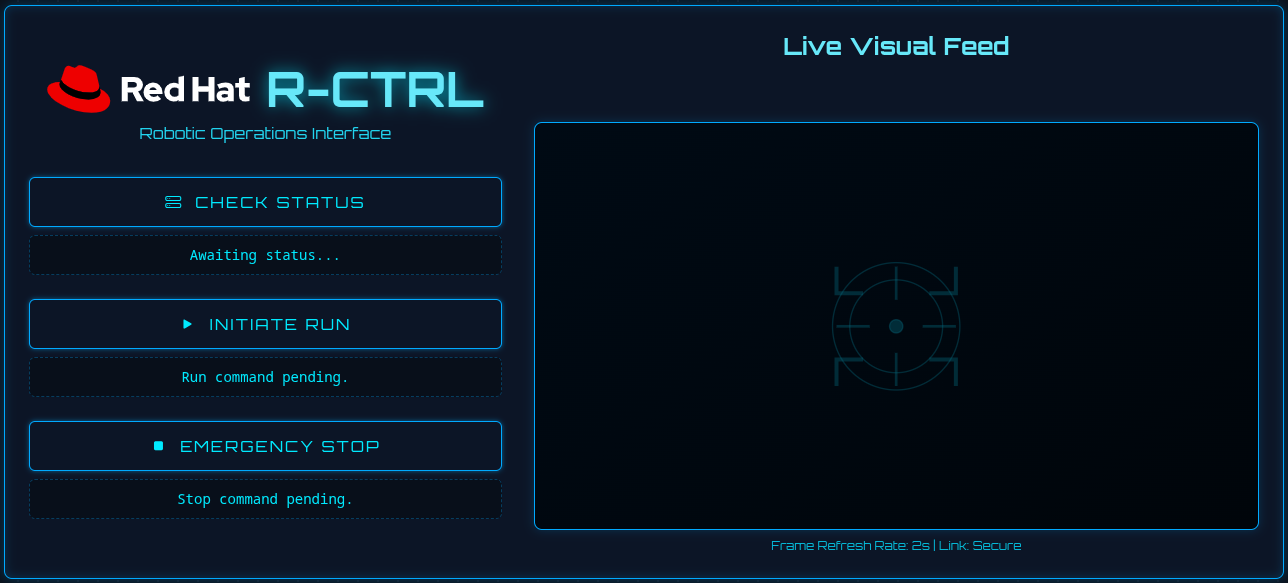 Red Hat R-CTRL
Robotic Operations Interface
CHECK STATUS
Awaiting status...
INITIATE RUN
Run command pending.
EMERGENCY STOP
Stop command pending.
Live Visual Feed
Frame Refresh Rate: 2s | Link: Secure